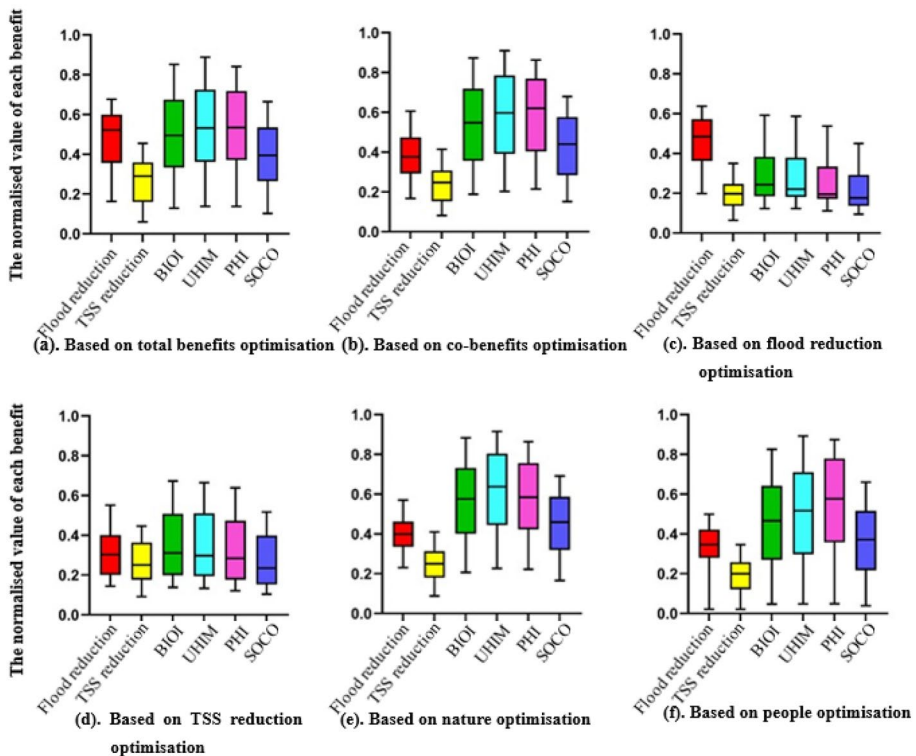 The normalised value of each benefit
1.0
0.8
0.6
0.4
0.2
0.0
Flood reduction
TSS reduction
BIOI
UHIM
PHI
SOCO
(a). Based on total benefits optimisation
1.0
0.8
0.6
0.4
0.2
0.0
Flood reduction
TSS reduction
BIOI
UHIM
PHI
SOCO
(b). Based on co-benefits optimisation
1.0
0.8
0.6
0.4
0.2
0.0
Flood reduction
TSS reduction
BIOI
UHIM
PHI
SOCO
(c). Based on flood reduction
optimisation
The normalised value of each benefit
1.0
0.8
0.6
0.4
0.2
0.0
Flood reduction
TSS reduction
BIOI
UHIM
PHI
SOCO
(d). Based on TSS reduction
optimisation
1.0
0.8
0.6
0.4
0.2
0.0
Flood reduction
TSS reduction
BIOI
UHIM
PHI
SOCO
(e). Based on nature optimisation
1.0
0.8
0.6
0.4
0.2
0.0
Flood reduction
TSS reduction
BIOI
UHIM
PHI
SOCO
(f). Based on people optimisation